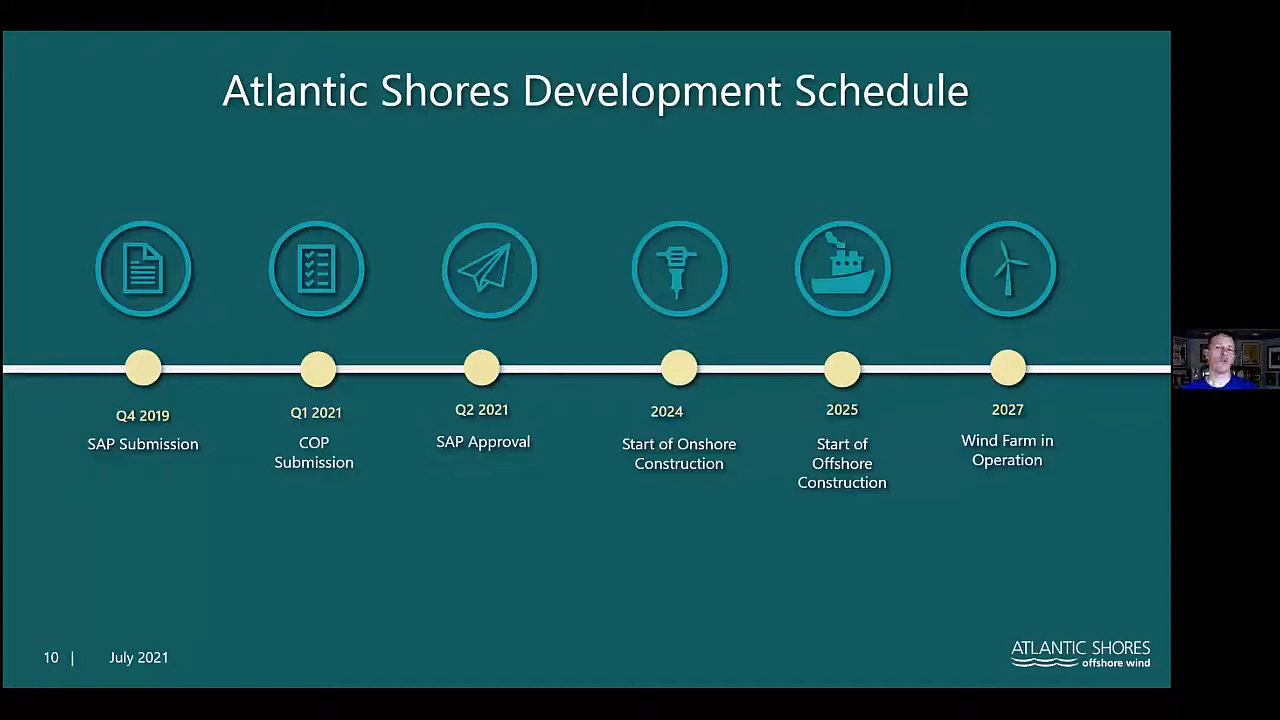 Atlantic Shores Development Schedule
Q4 2019
SAP Submission
Q1 2021
COP
Submission
Q2 2021
SAP Approval
2024
Start of Onshore
Construction
2025
Start of
Offshore
Construction
2027
Wind Farm in
Operation
10 | July 2021
ATLANTIC SHORES
offshore wind